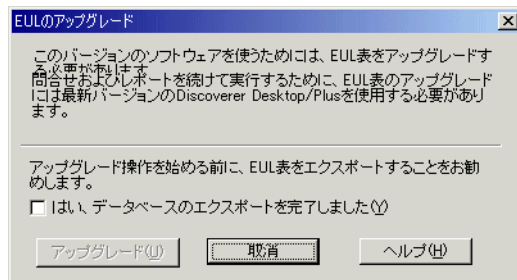 EULのアップグレード
このバージョンのソフトウェアを使うためには、EUL表をアップグレードす
る必要があります。
問合せおよびレポートを続けて実行するために、EUL表のアップグレード
には最新バージョンのDiscoverer Desktop/Plusを使用する必要があり
ます。
アップグレード操作を始める前に、EUL表をエクスポートすることをお勧
めします。
はい、データベースのエクスポートを完了しました(Y)
アップグレード(U)
取消
ヘルプ(H)